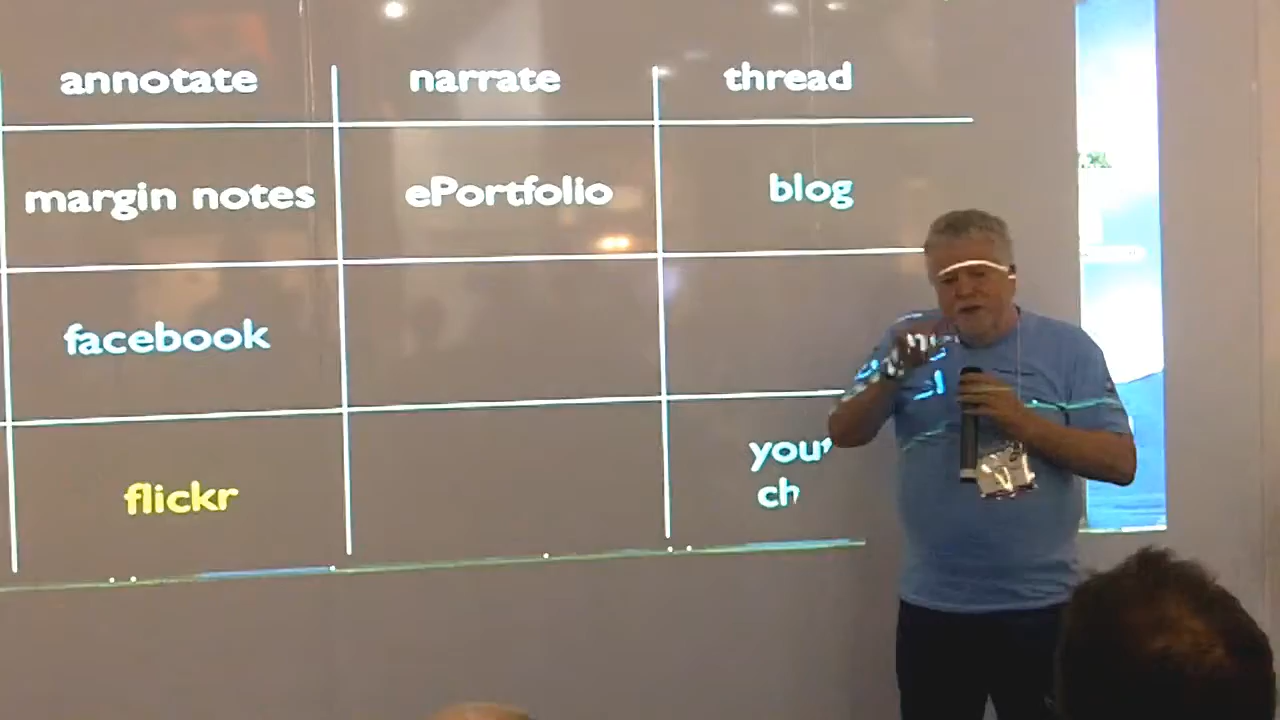 annotate narrate thread
margin notes ePortfolio blog
facebook
flickr